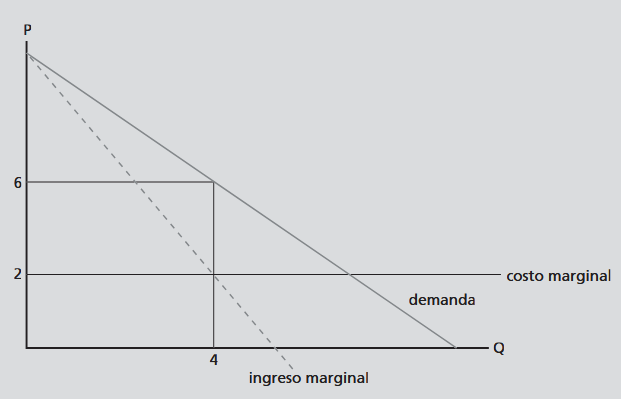 P
6
2
costo marginal
demanda
Q
4
ingreso marginal